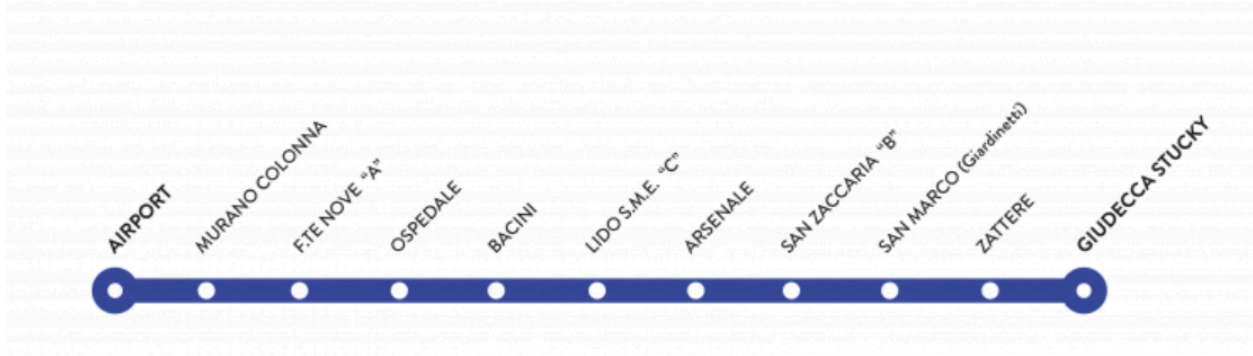 AIRPORT
MURANO COLONNA
F.TE NOVE “A”
OSPEDALE
BACINI
LIDO S.M.E. “C”
ARSENALE
SAN ZACCARIA “B”
SAN MARCO (Giardinetti)
ZATTERE
GIUDECCA STUCKY